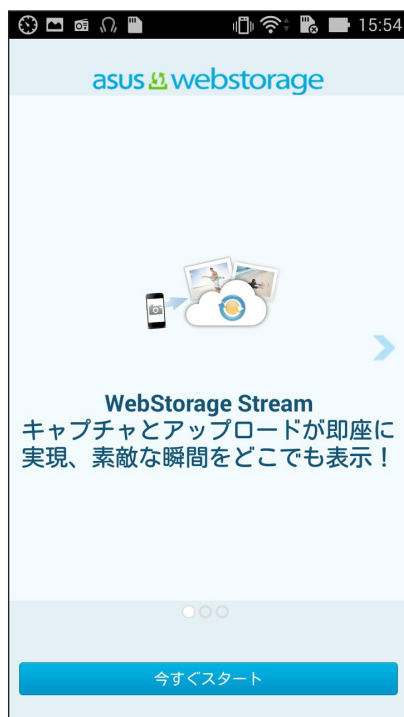 15:54
asus webstorage
WebStorage Stream
キャプチャとアップロードが即座に
実現、素敵な瞬間をどこでも表示！
今すぐスタート